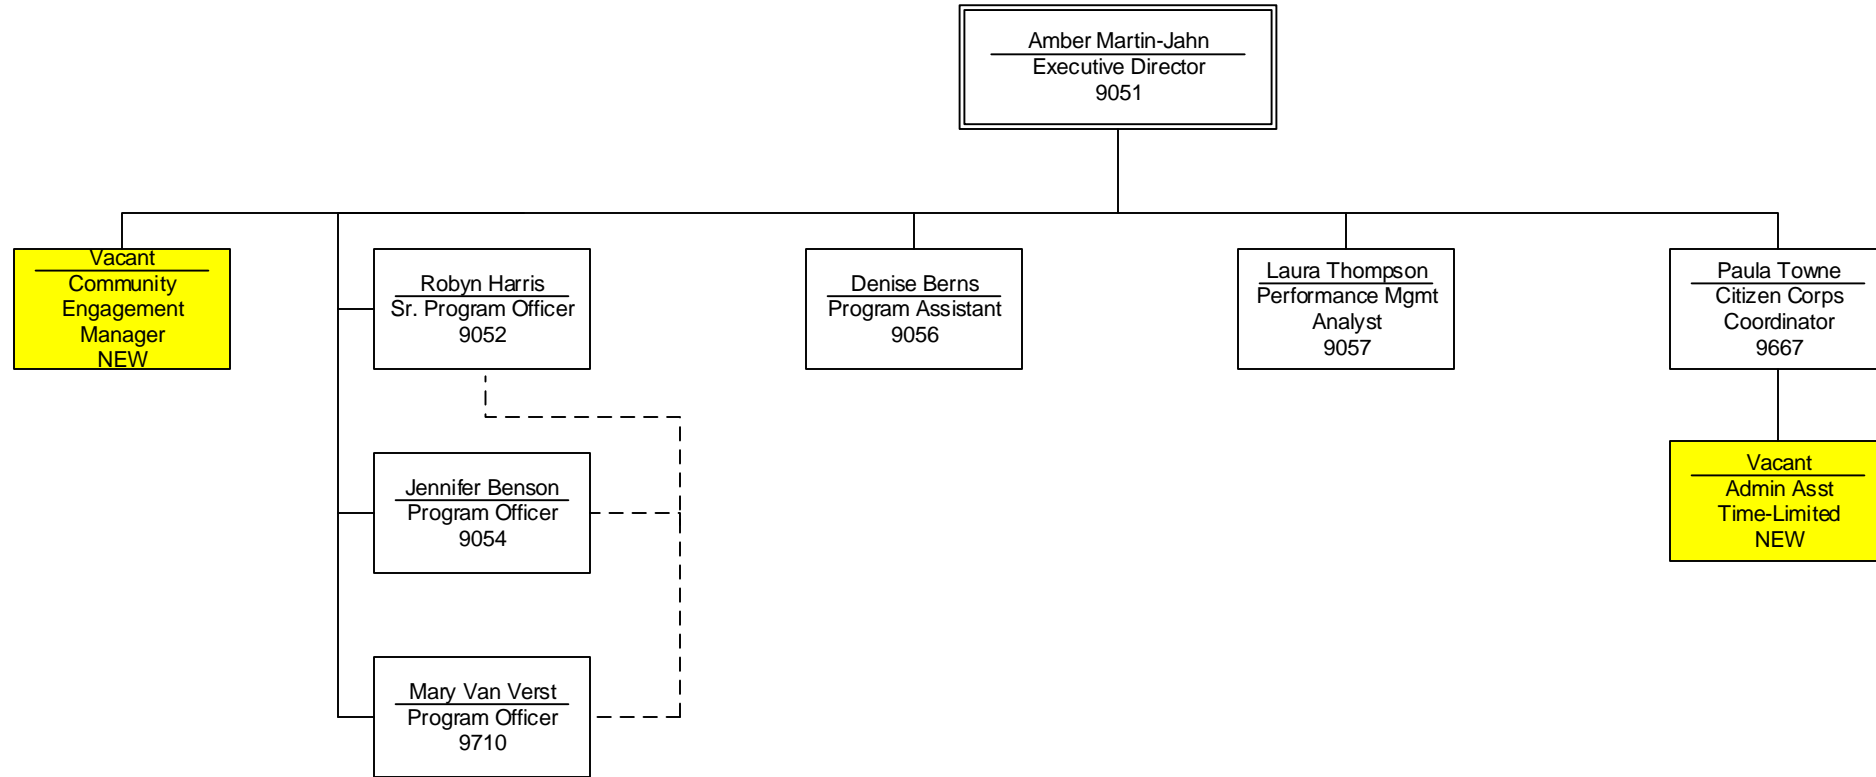 Amber Martin-Jahn
Executive Director
9051
Vacant
Community
Engagement
Manager
NEW
Robyn Harris
Sr. Program Officer
9052
Denise Berns
Program Assistant
9056
Laura Thompson
Performance Mgmt
Analyst
9057
Paula Towne
Citizen Corps
Coordinator
9667
Jennifer Benson
Program Officer
9054
Vacant
Admin Asst
Time-Limited
NEW
Mary Van Verst
Program Officer
9710